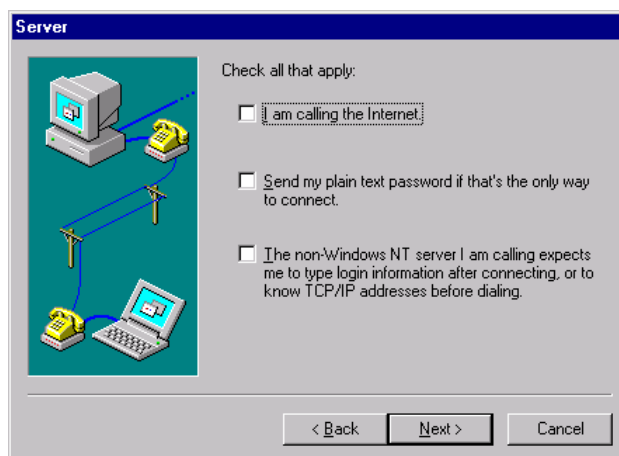 Server
Check all that apply:
I am calling the Internet.
Send my plain text password if that's the only way
to connect.
The non-Windows NT server I am calling expects
me to type login information after connecting, or to
know TCP/IP addresses before dialing.
< Back
Next >
Cancel